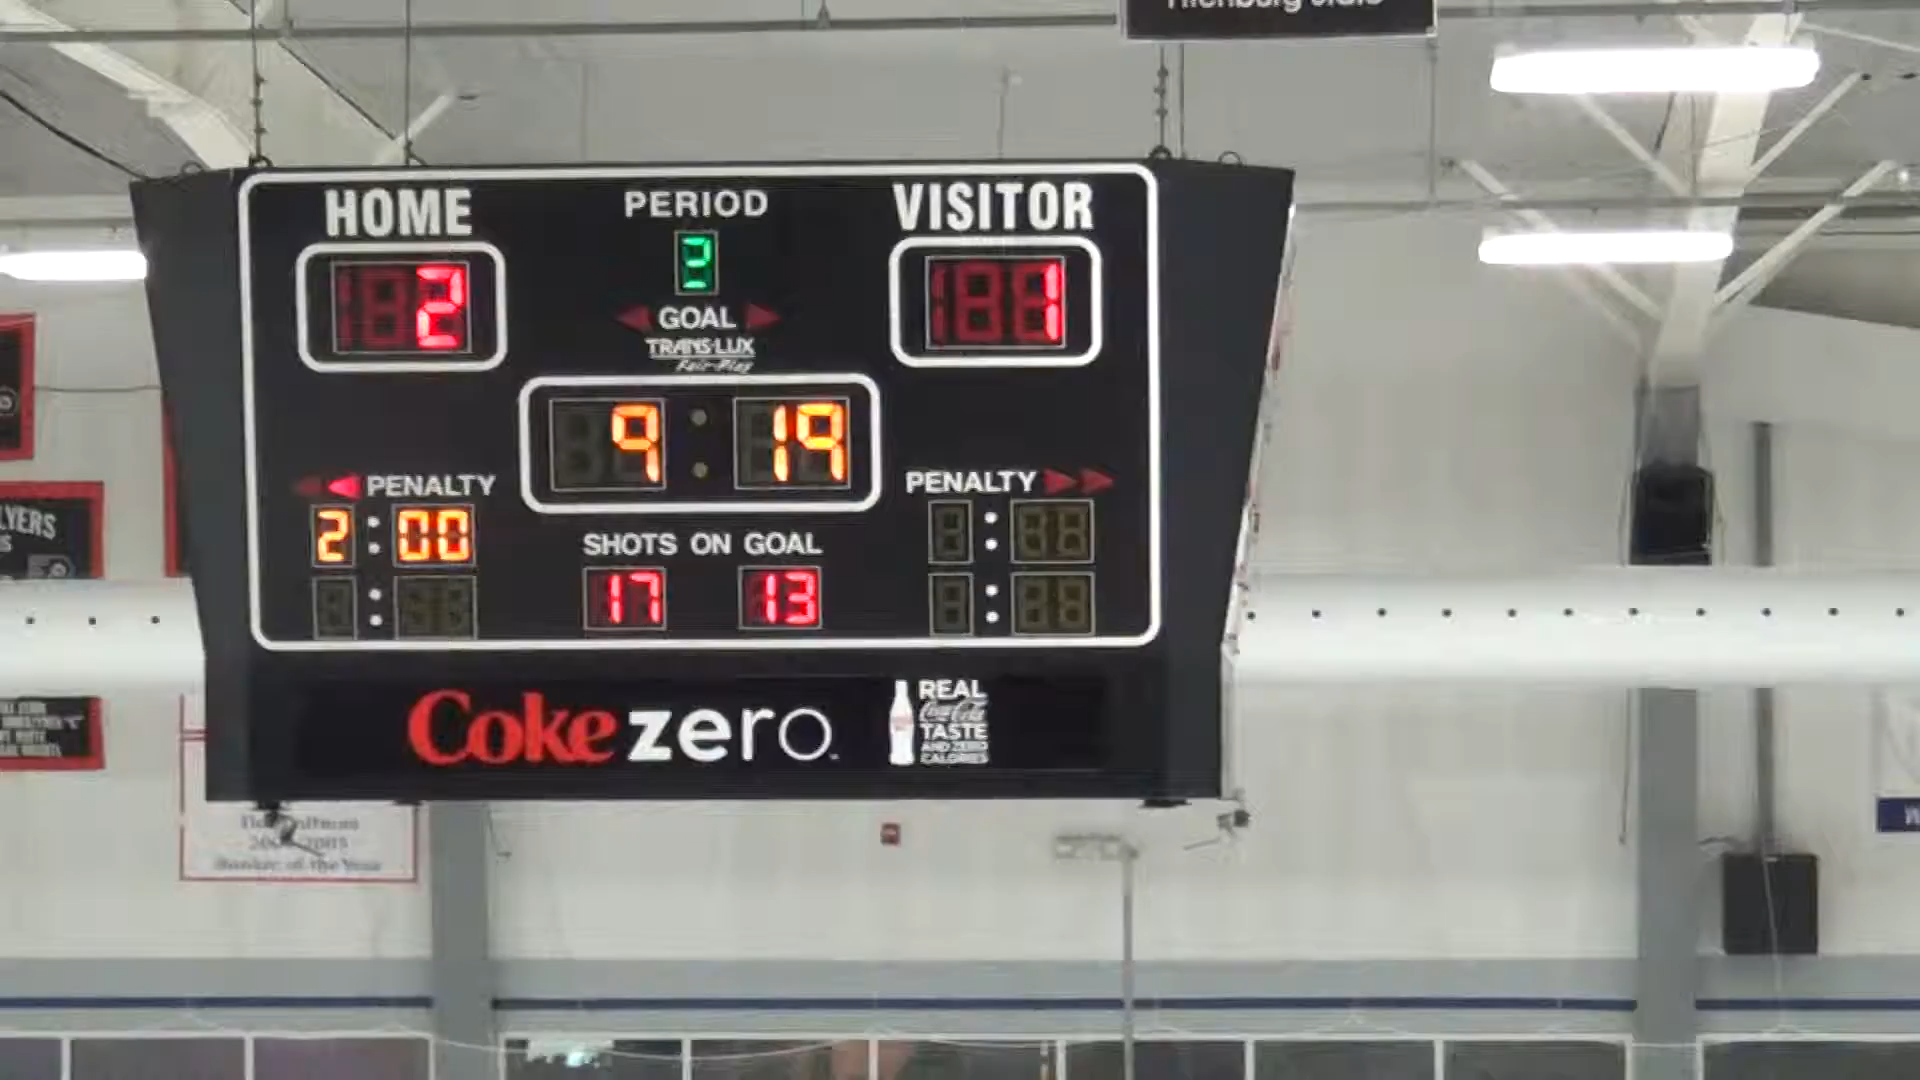 HOME
PERIOD
VISITOR
2
2
1
GOAL
TRANS-LUX
Fair-Play
9 : 19
PENALTY
PENALTY
2 : 00
SHOTS ON GOAL
17 13
LYERS
Coke zero
REAL
Coca-Cola
TASTE
AND ZERO
CALORIES